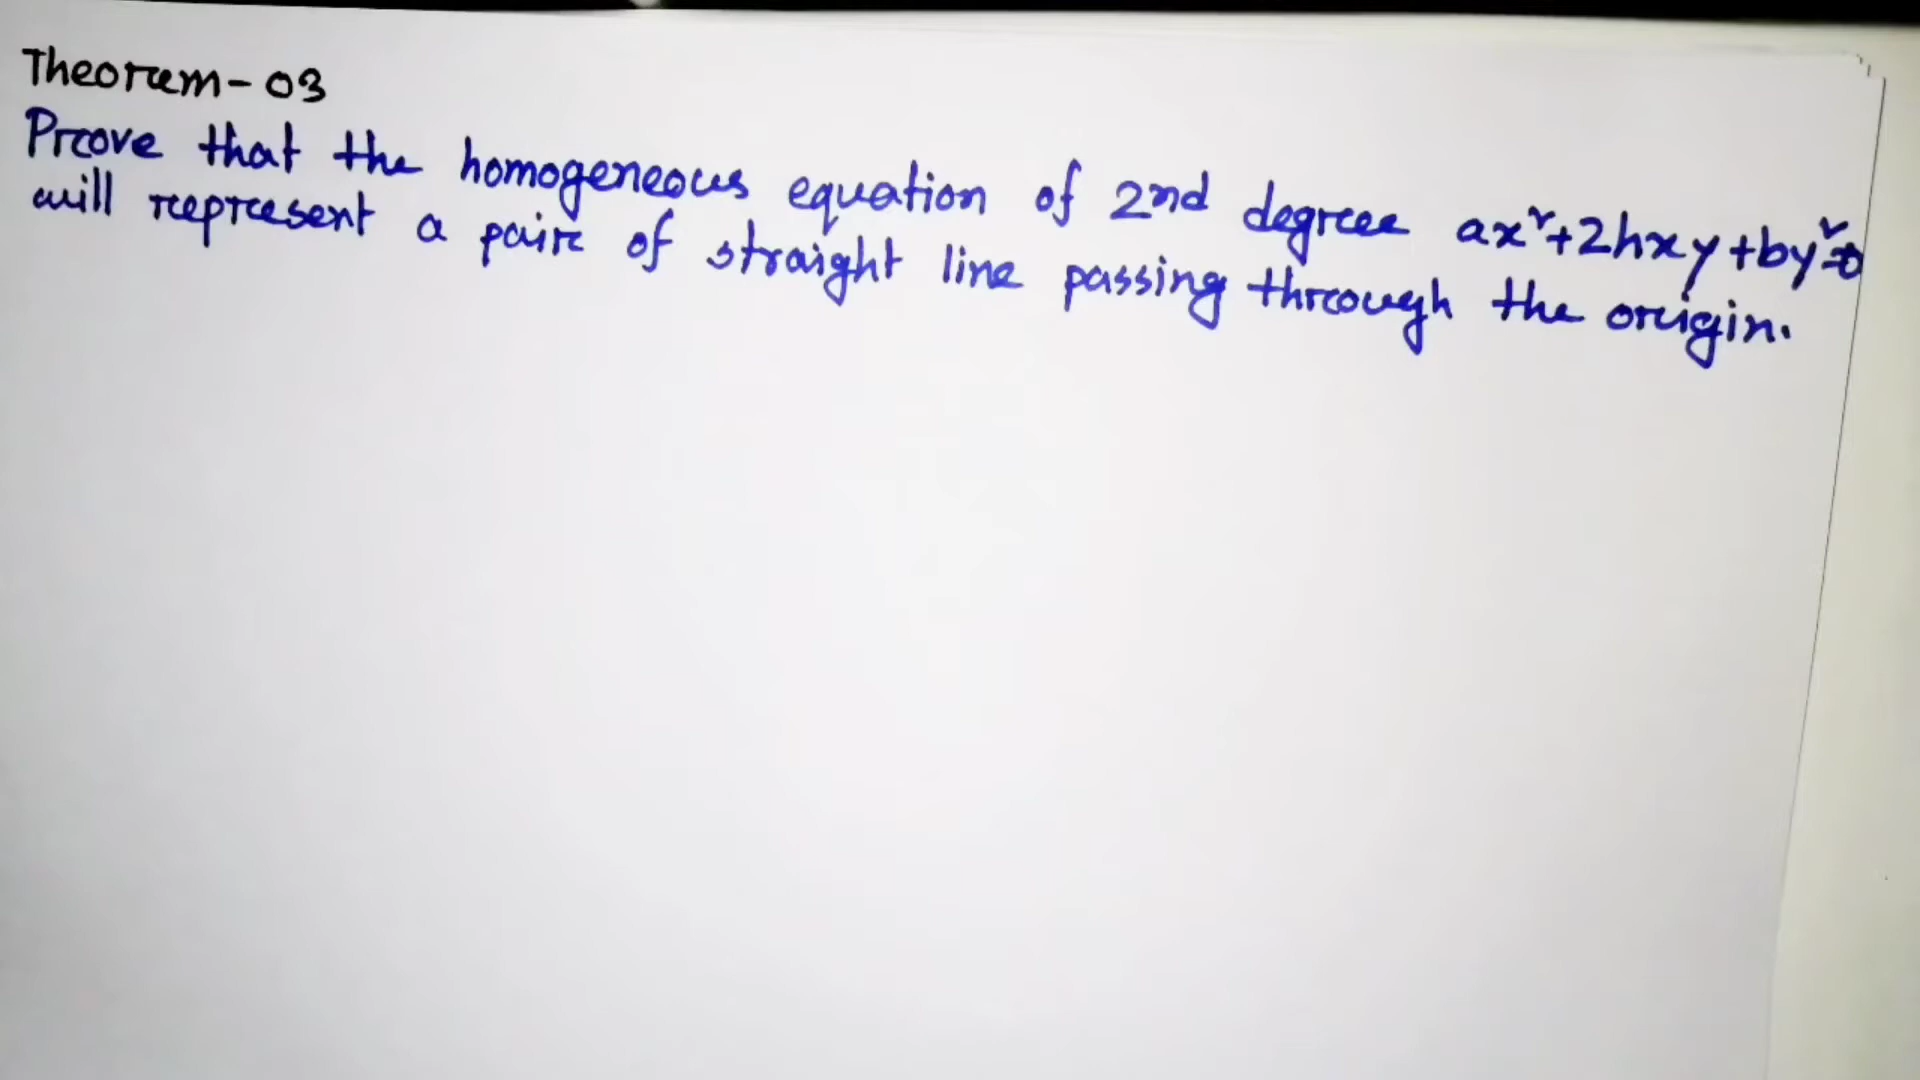 Theorem-03
Prove that the homogeneous equation of 2nd degree ax²+2hxy+by²=0
will represent a pair of straight line passing through the origin.